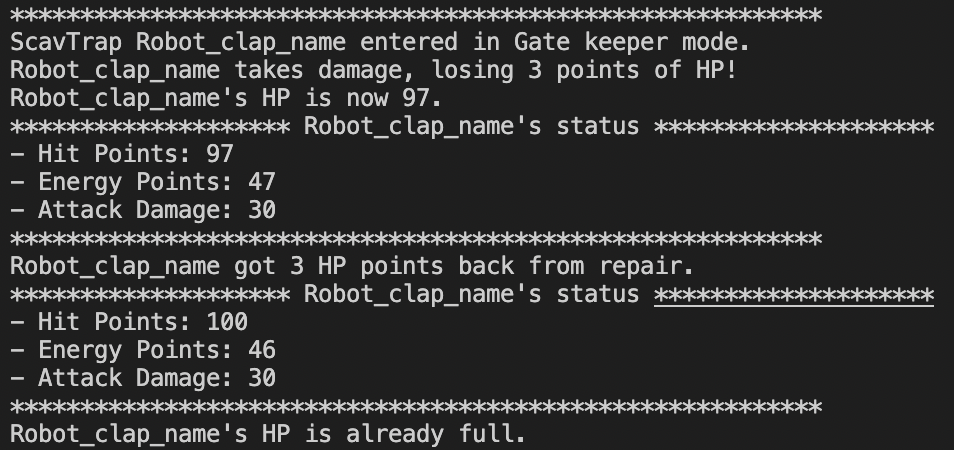 **********************************************************
ScavTrap Robot_clap_name entered in Gate keeper mode.
Robot_clap_name takes damage, losing 3 points of HP!
Robot_clap_name's HP is now 97.
******************** Robot_clap_name's status ********************
- Hit Points: 97
- Energy Points: 47
- Attack Damage: 30
**********************************************************
Robot_clap_name got 3 HP points back from repair.
******************** Robot_clap_name's status ********************
- Hit Points: 100
- Energy Points: 46
- Attack Damage: 30
**********************************************************
Robot_clap_name's HP is already full.